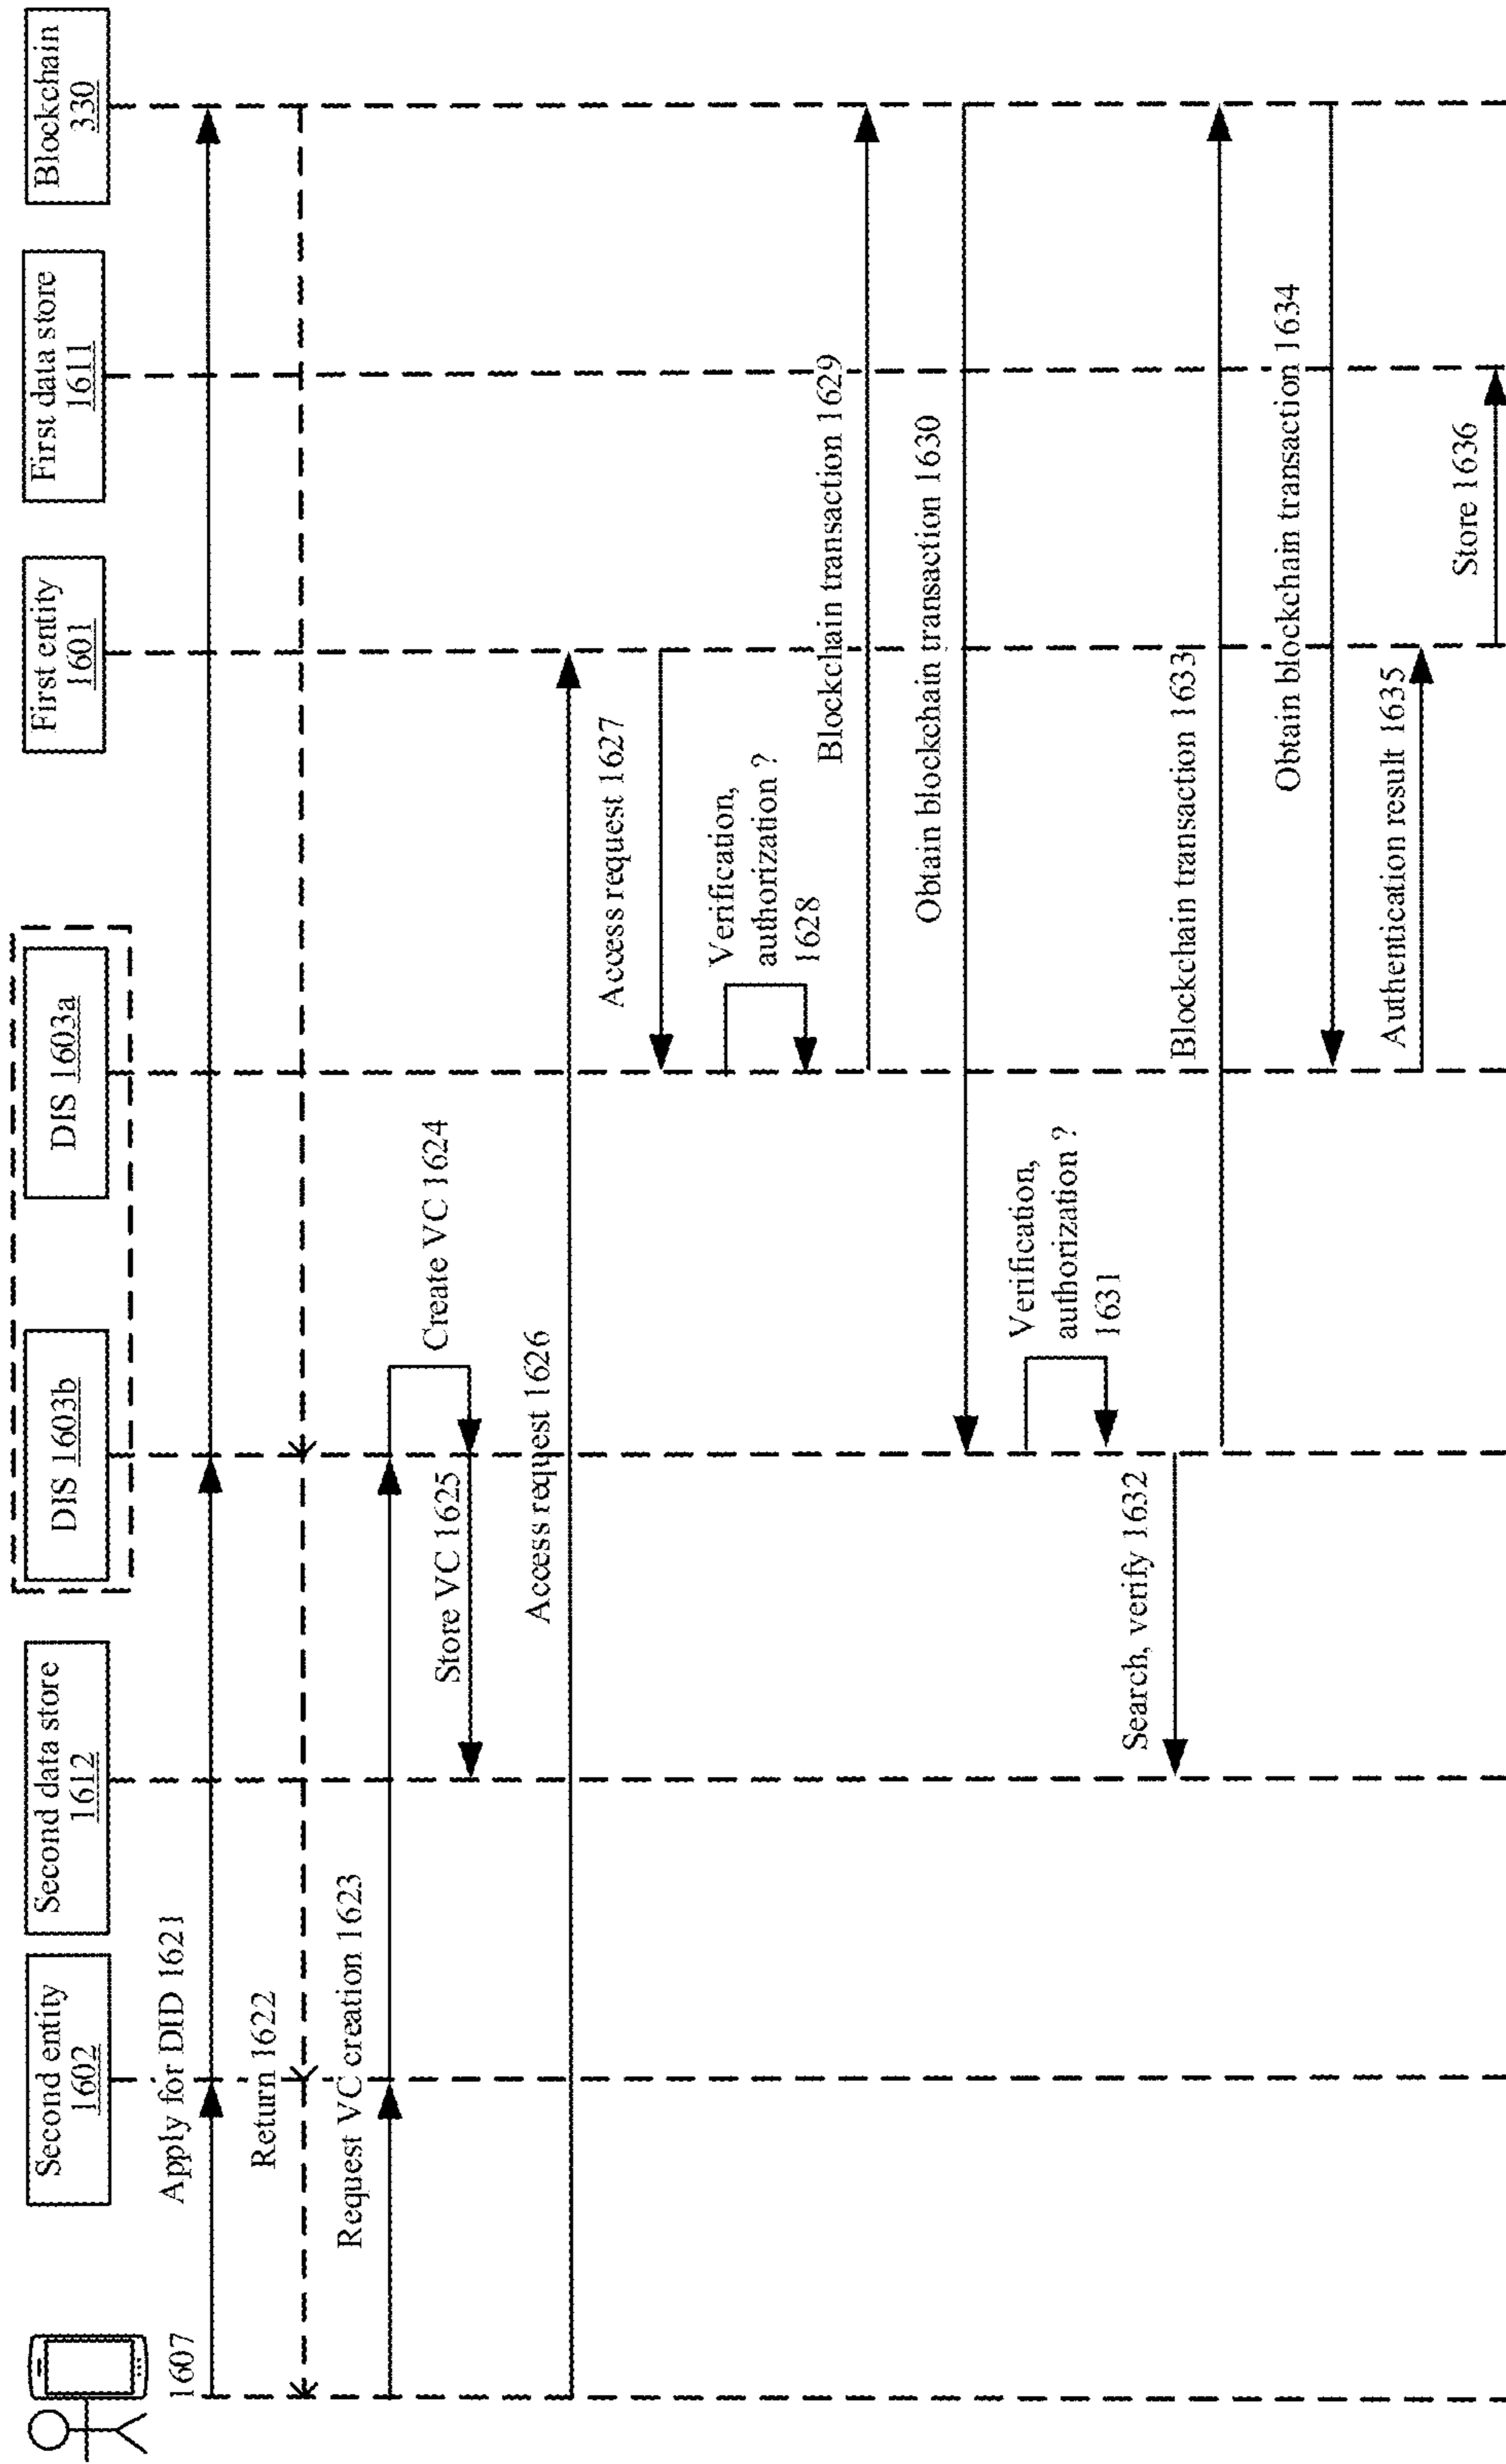 1607
Second entity
1602
Second data store
1612
DIS 1603b
DIS 1603a
First entity
1601
First data store
1611
Blockchain
330
Apply for DID 1621
Return 1622
Request VC creation 1623
Create VC 1624
Store VC 1625
Access request 1626
Access request 1627
Verification,
authorization ?
1628
Blockchain transaction 1629
Obtain blockchain transaction 1630
Verification,
authorization ?
1631
Search, verify 1632
Blockchain transaction 1633
Obtain blockchain transaction 1634
Authentication result 1635
Store 1636